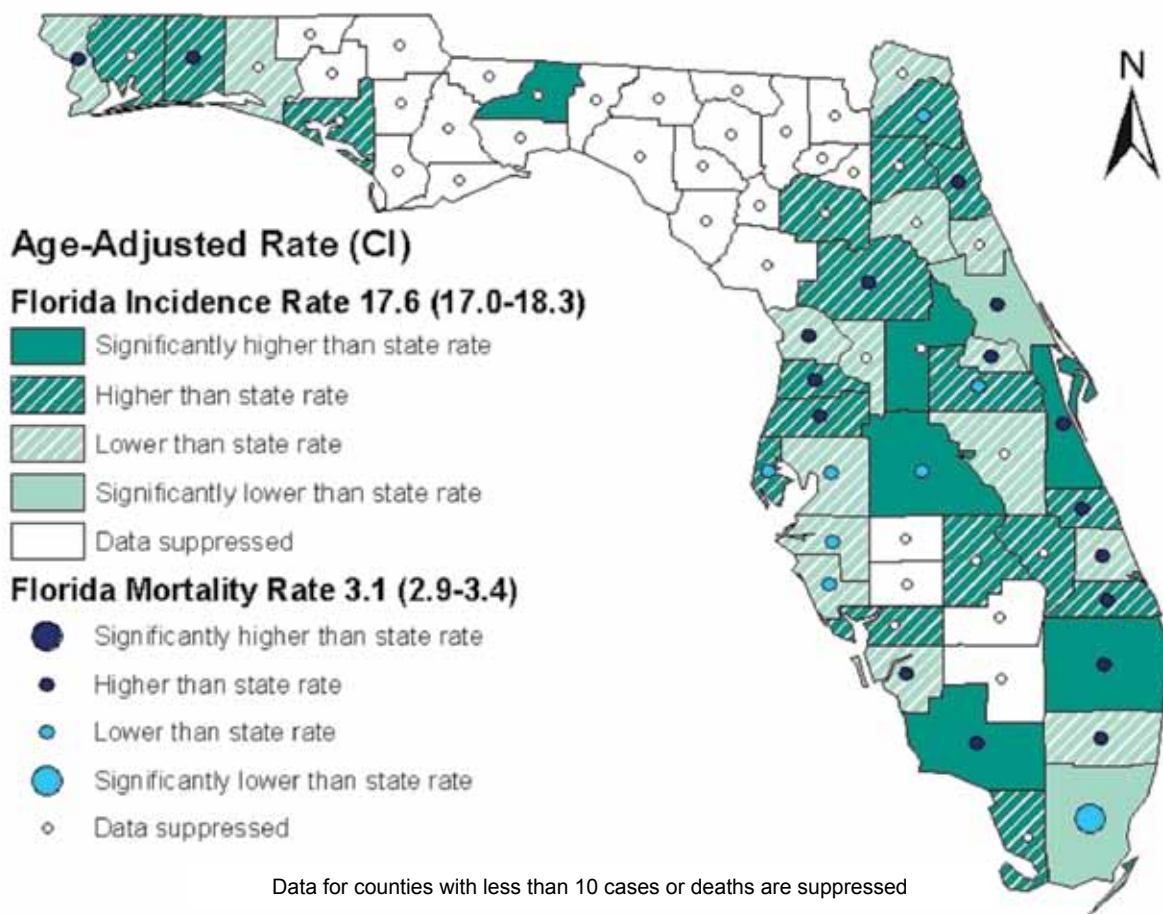 N
Age-Adjusted Rate (CI)
Florida Incidence Rate 17.6 (17.0-18.3)
Significantly higher than state rate
Higher than state rate
Lower than state rate
Significantly lower than state rate
Data suppressed
Florida Mortality Rate 3.1 (2.9-3.4)
Significantly higher than state rate
Higher than state rate
Lower than state rate
Significantly lower than state rate
Data suppressed
Data for counties with less than 10 cases or deaths are suppressed